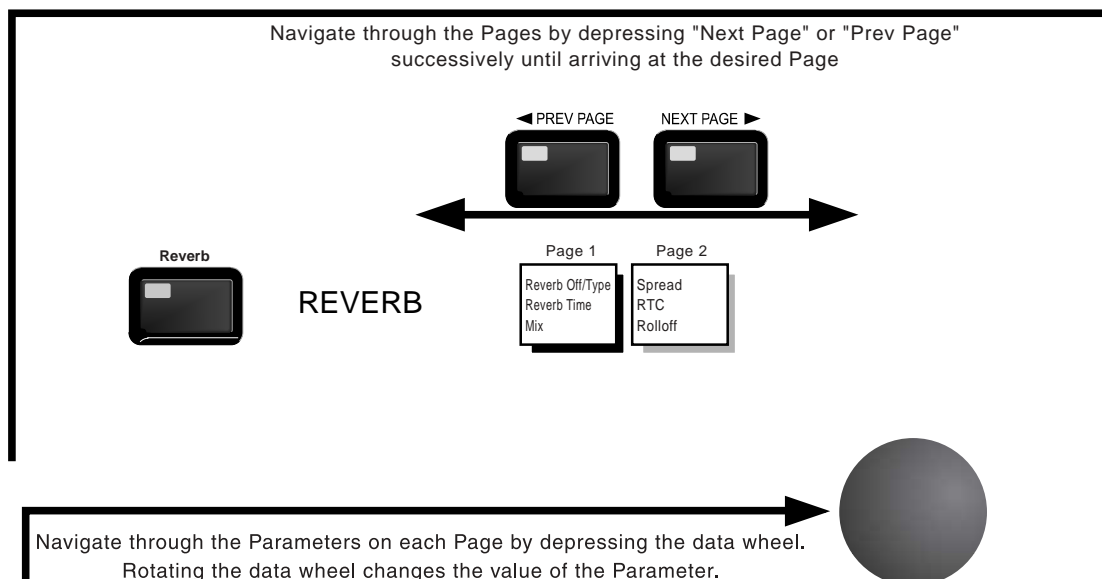 Navigate through the Pages by depressing "Next Page" or "Prev Page"
successively until arriving at the desired Page
PREV PAGE
NEXT PAGE
Reverb
REVERB
Page 1
Reverb Off/Type
Reverb Time
Mix
Page 2
Spread
RTC
Rolloff
Navigate through the Parameters on each Page by depressing the data wheel.
Rotating the data wheel changes the value of the Parameter.